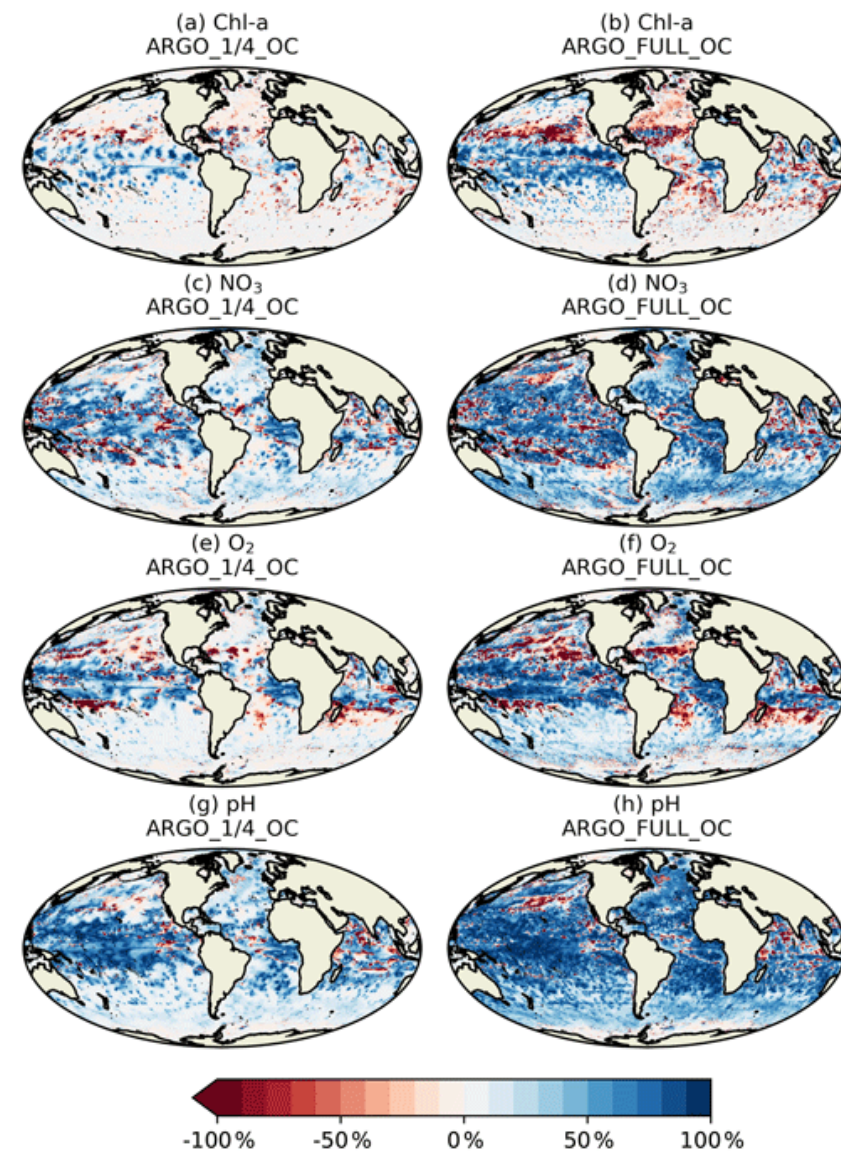 (a) Chl-a
ARGO_1/4_OC
(b) Chl-a
ARGO_FULL_OC
(c) NO₃
ARGO_1/4_OC
(d) NO₃
ARGO_FULL_OC
(e) O₂
ARGO_1/4_OC
(f) O₂
ARGO_FULL_OC
(g) pH
ARGO_1/4_OC
(h) pH
ARGO_FULL_OC
-100% -50% 0% 50% 100%